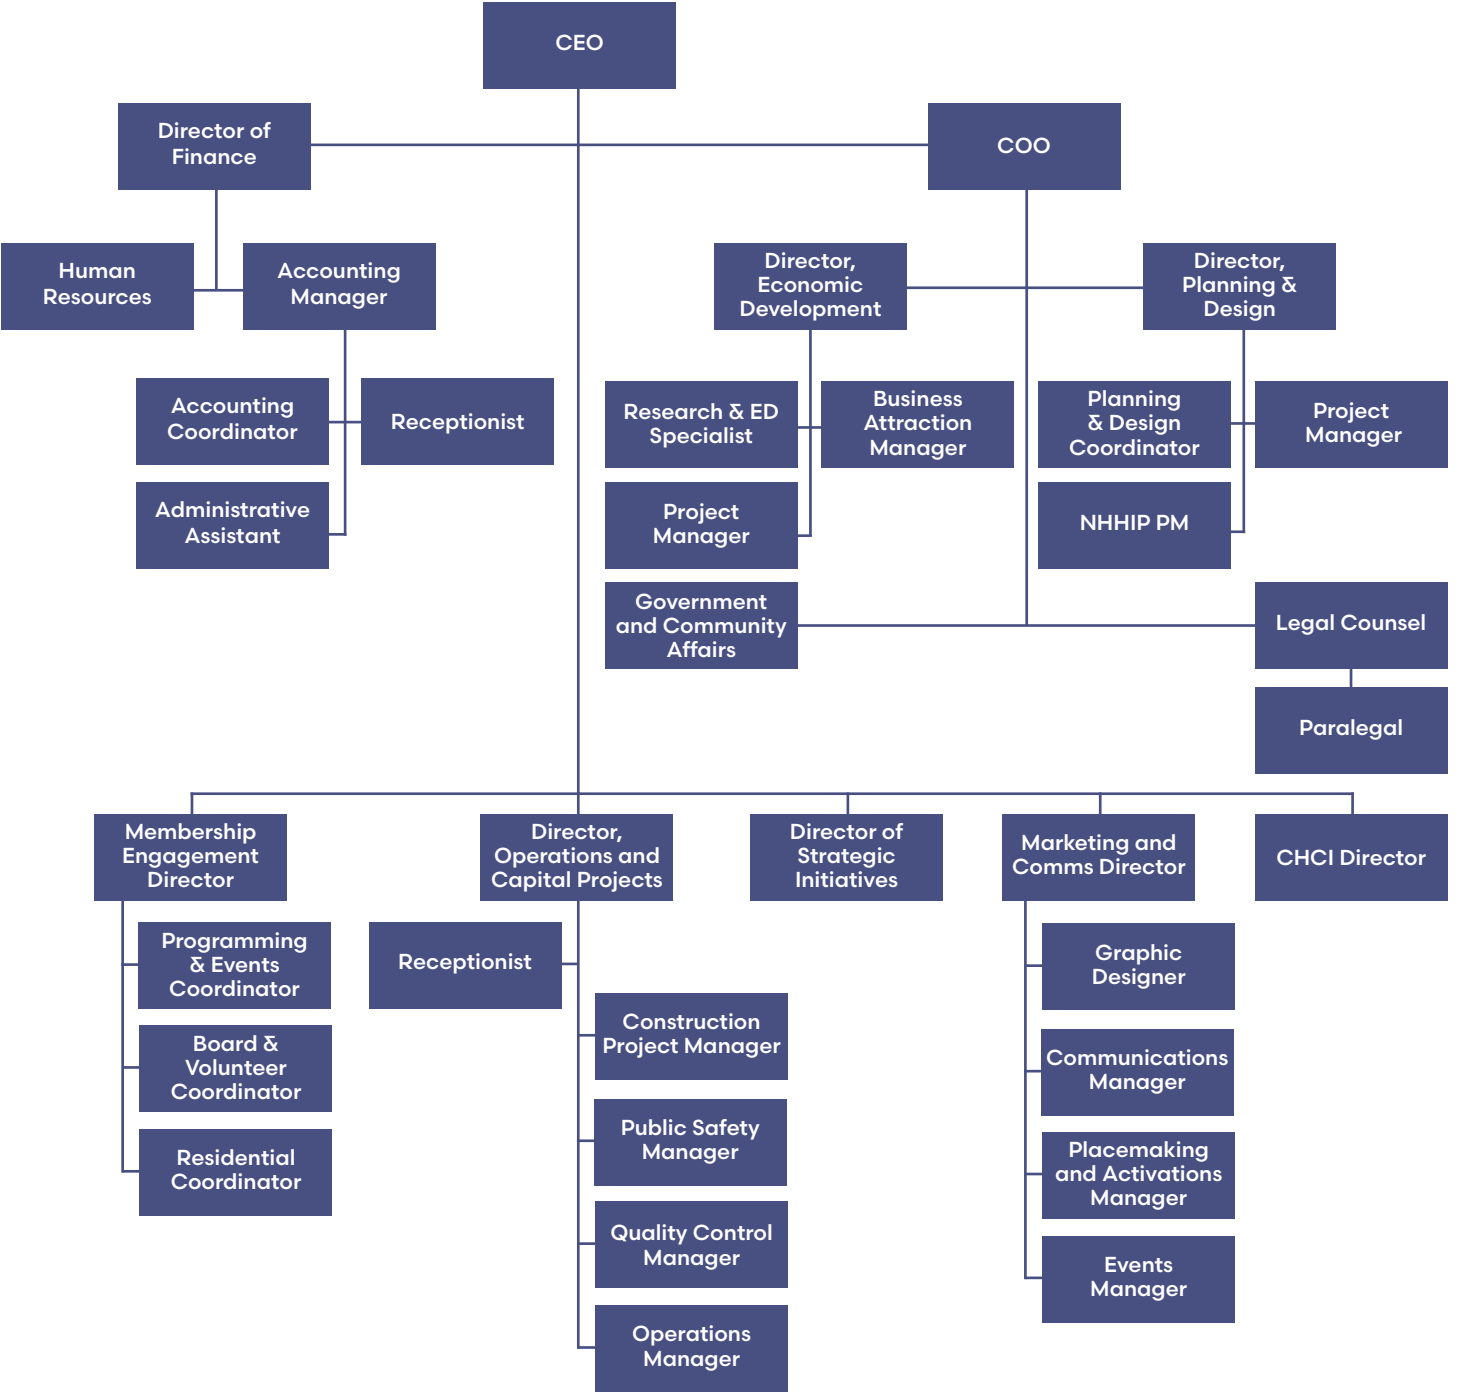 CEO
Director of
Finance
COO
Human
Resources
Accounting
Manager
Director,
Economic
Development
Director,
Planning &
Design
Accounting
Coordinator
Receptionist
Research & ED
Specialist
Business
Attraction
Manager
Planning
& Design
Coordinator
Project
Manager
Administrative
Assistant
Project
Manager
NHHIP PM
Government
and Community
Affairs
Legal Counsel
Paralegal
Membership
Engagement
Director
Director,
Operations and
Capital Projects
Director of
Strategic
Initiatives
Marketing and
Comms Director
CHCI Director
Programming
& Events
Coordinator
Board &
Volunteer
Coordinator
Residential
Coordinator
Receptionist
Construction
Project Manager
Public Safety
Manager
Quality Control
Manager
Operations
Manager
Graphic
Designer
Communications
Manager
Placemaking
and Activations
Manager
Events
Manager